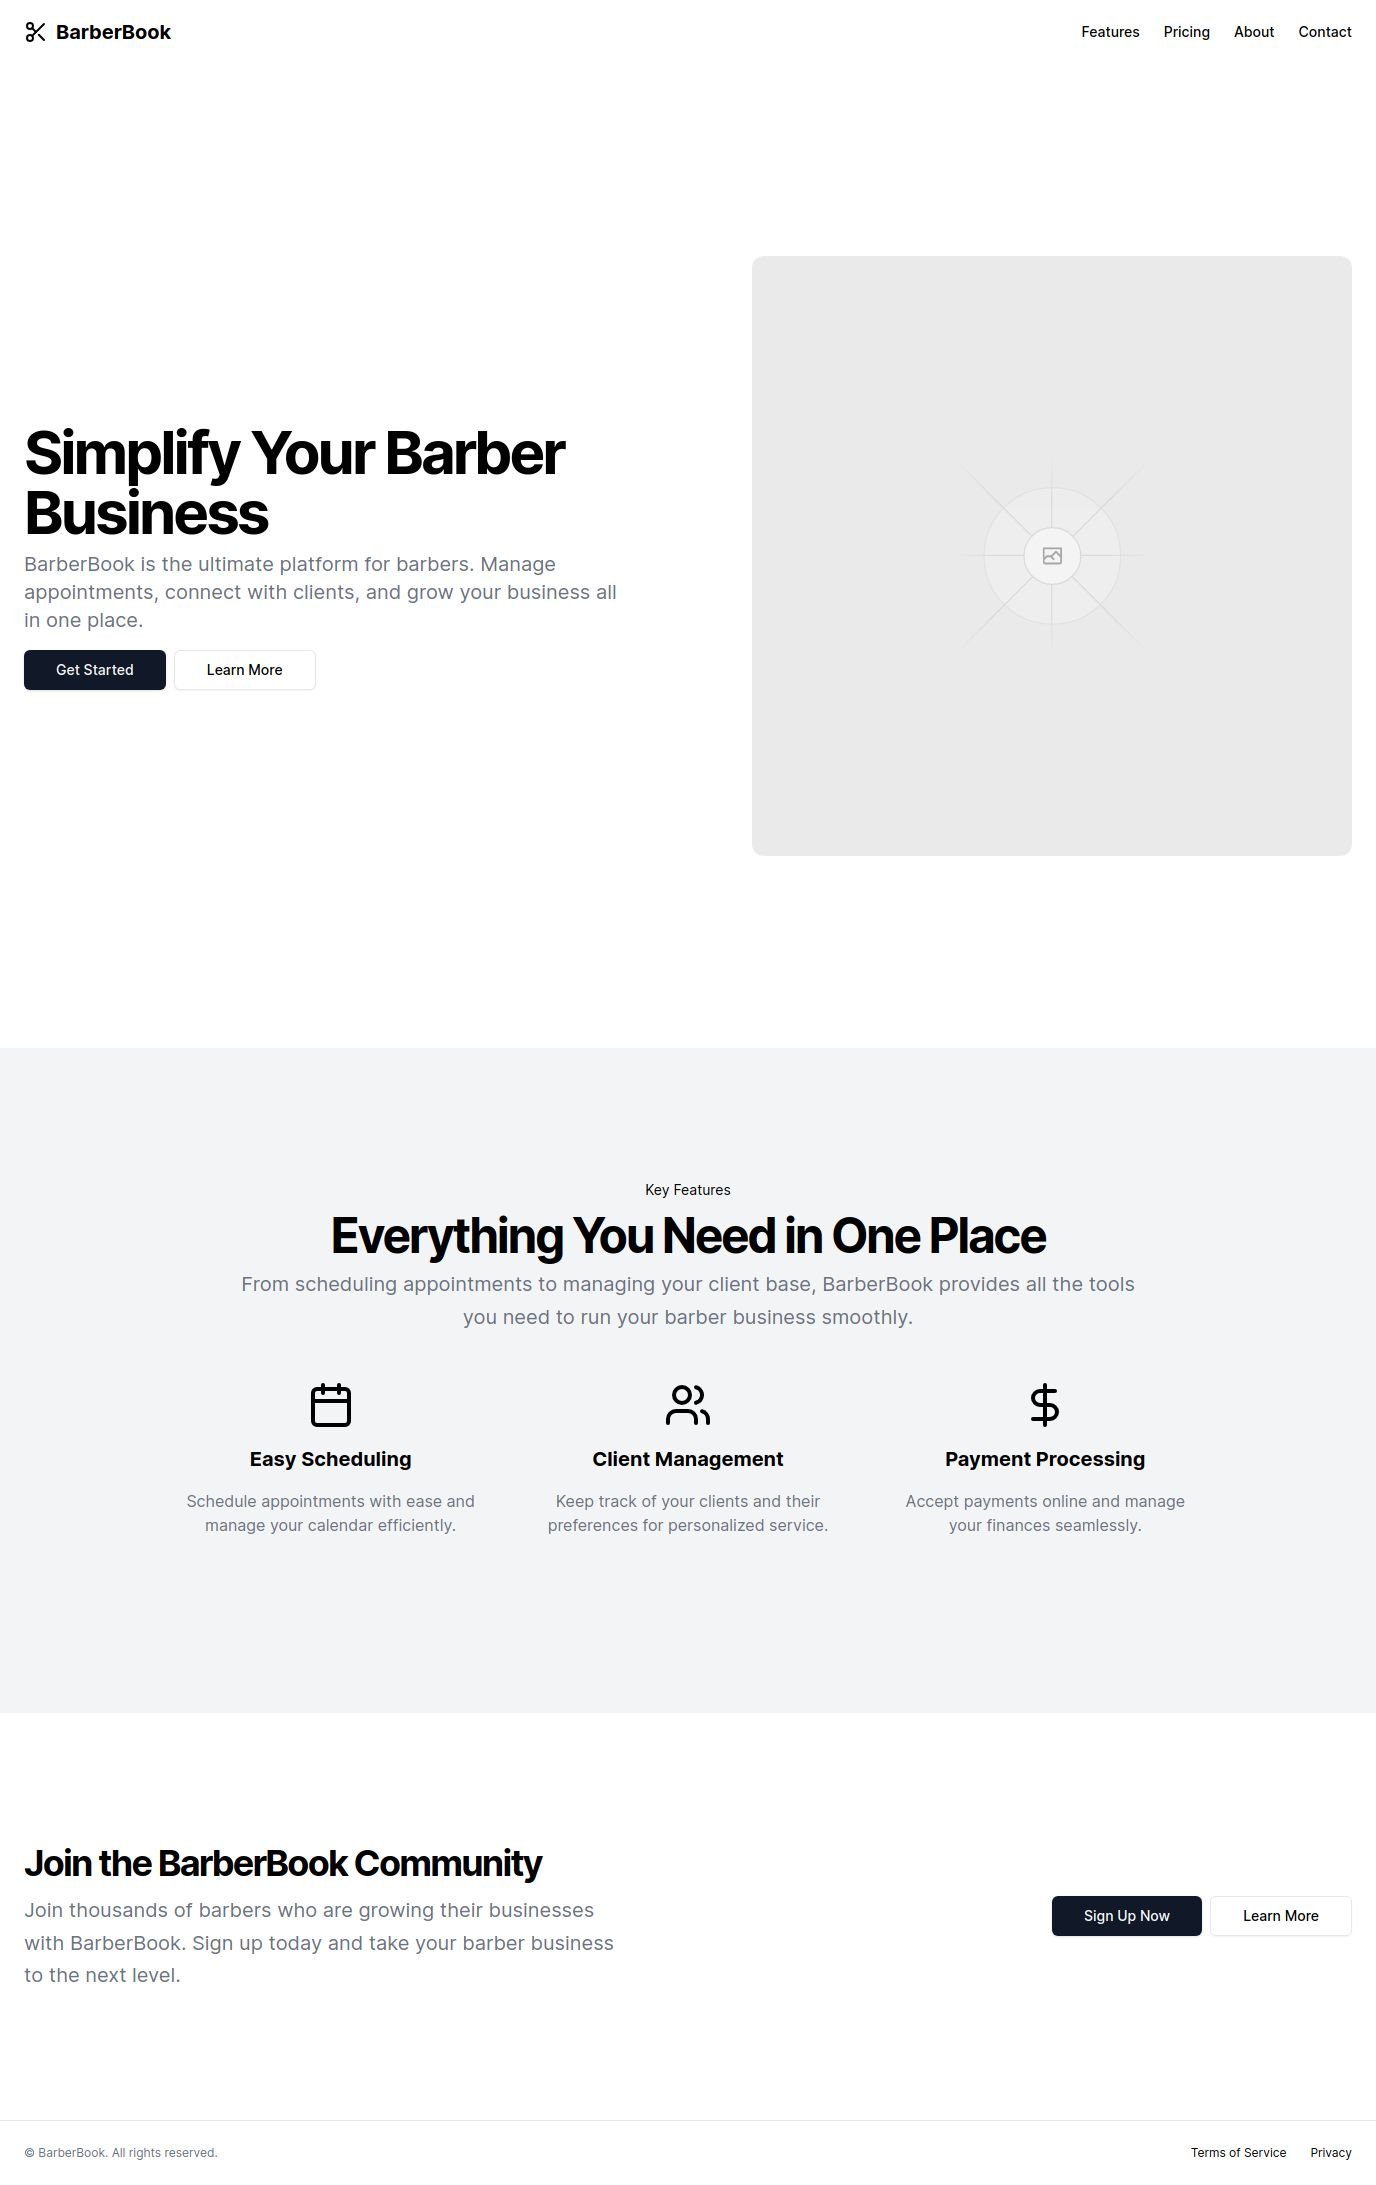 BarberBook
Features Pricing About Contact
Simplify Your Barber
Business
BarberBook is the ultimate platform for barbers. Manage
appointments, connect with clients, and grow your business all
in one place.
Get Started
Learn More
Key Features
Everything You Need in One Place
From scheduling appointments to managing your client base, BarberBook provides all the tools
you need to run your barber business smoothly.
Easy Scheduling
Schedule appointments with ease and
manage your calendar efficiently.
Client Management
Keep track of your clients and their
preferences for personalized service.
Payment Processing
Accept payments online and manage
your finances seamlessly.
Join the BarberBook Community
Join thousands of barbers who are growing their businesses
with BarberBook. Sign up today and take your barber business
to the next level.
Sign Up Now
Learn More
© BarberBook. All rights reserved.
Terms of Service Privacy